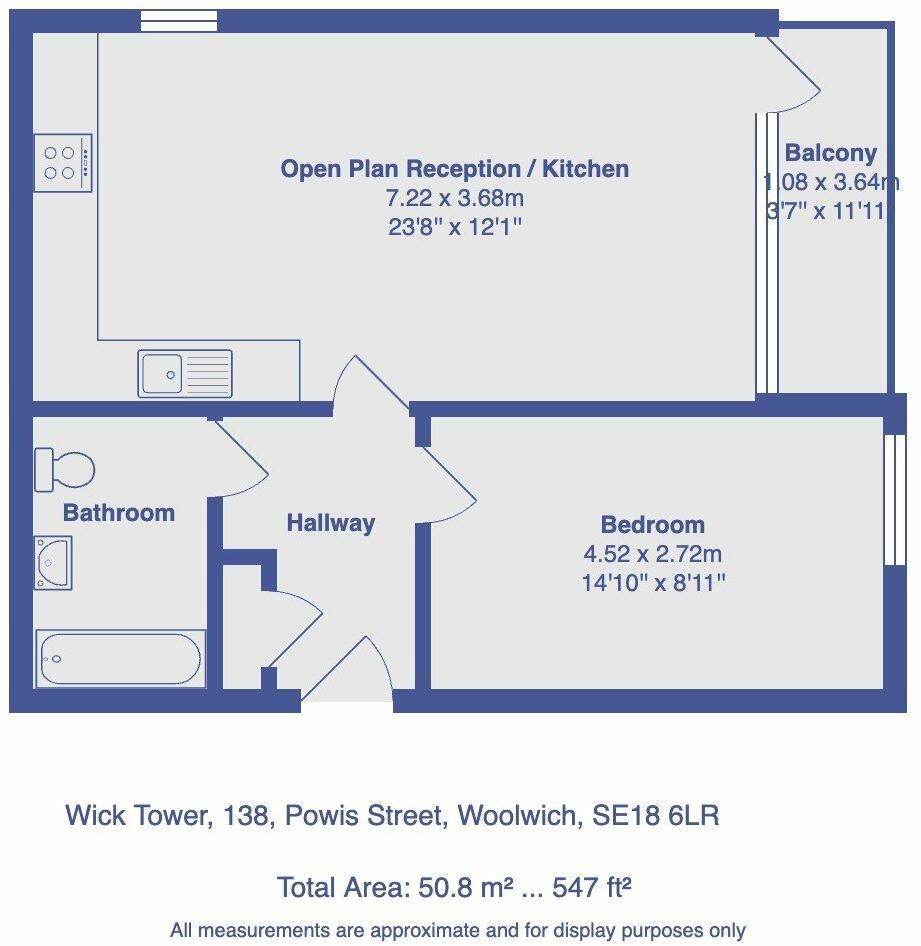 Open Plan Reception / Kitchen
7.22 x 3.68m
23'8" x 12'1"
Balcony
1.08 x 3.64m
3'7" x 11'11
Bathroom
Hallway
Bedroom
4.52 x 2.72m
14'10" x 8'11"
Wick Tower, 138, Powis Street, Woolwich, SE18 6LR
Total Area: 50.8 m² ... 547 ft²
All measurements are approximate and for display purposes only